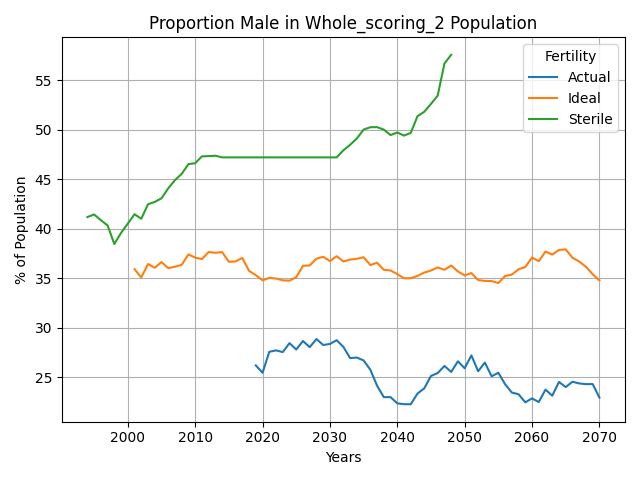 Proportion Male in Whole_scoring_2 Population
Fertility
Actual
Ideal
Sterile
% of Population
55
50
45
40
35
30
25
2000
2010
2020
2030
2040
2050
2060
2070
Years